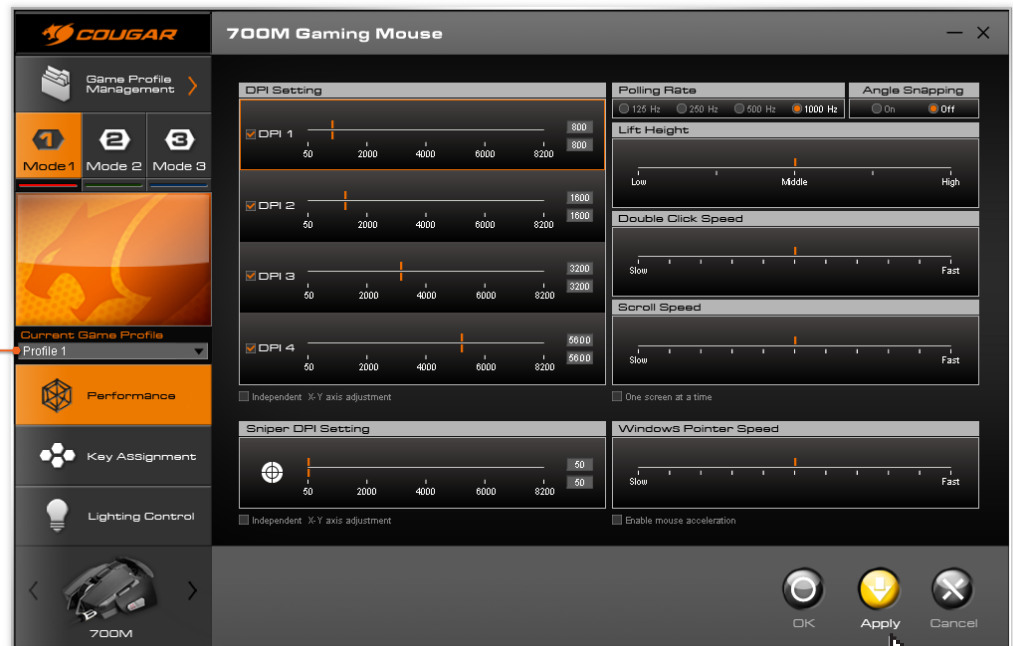 COUGAR
700M Gaming Mouse
Game Profile
Management
1
2
3
Mode1
Mode 2
Mode 3
Current Game Profile
Profile 1
Performance
Key Assignment
Lighting Control
700M
DPI Setting
DPI 1
800
800
50 2000 4000 6000 8200
DPI 2
1600
1600
50 2000 4000 6000 8200
DPI 3
3200
3200
50 2000 4000 6000 8200
DPI 4
5600
5600
50 2000 4000 6000 8200
Independent X-Y axis adjustment
Sniper DPI Setting
50
50
50 2000 4000 6000 8200
Independent X-Y axis adjustment
Polling Rate
125 Hz 250 Hz 500 Hz 1000 Hz
Angle Snapping
On Off
Lift Height
Low Middle High
Double Click Speed
Slow Fast
Scroll Speed
Slow Fast
One screen at a time
Windows Pointer Speed
Slow Fast
Enable mouse acceleration
OK
Apply
Cancel